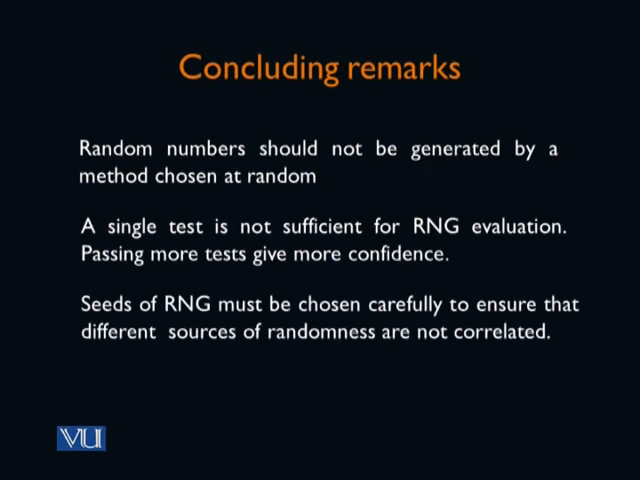 Concluding remarks
Random numbers should not be generated by a
method chosen at random
A single test is not sufficient for RNG evaluation.
Passing more tests give more confidence.
Seeds of RNG must be chosen carefully to ensure that
different sources of randomness are not correlated.
VU